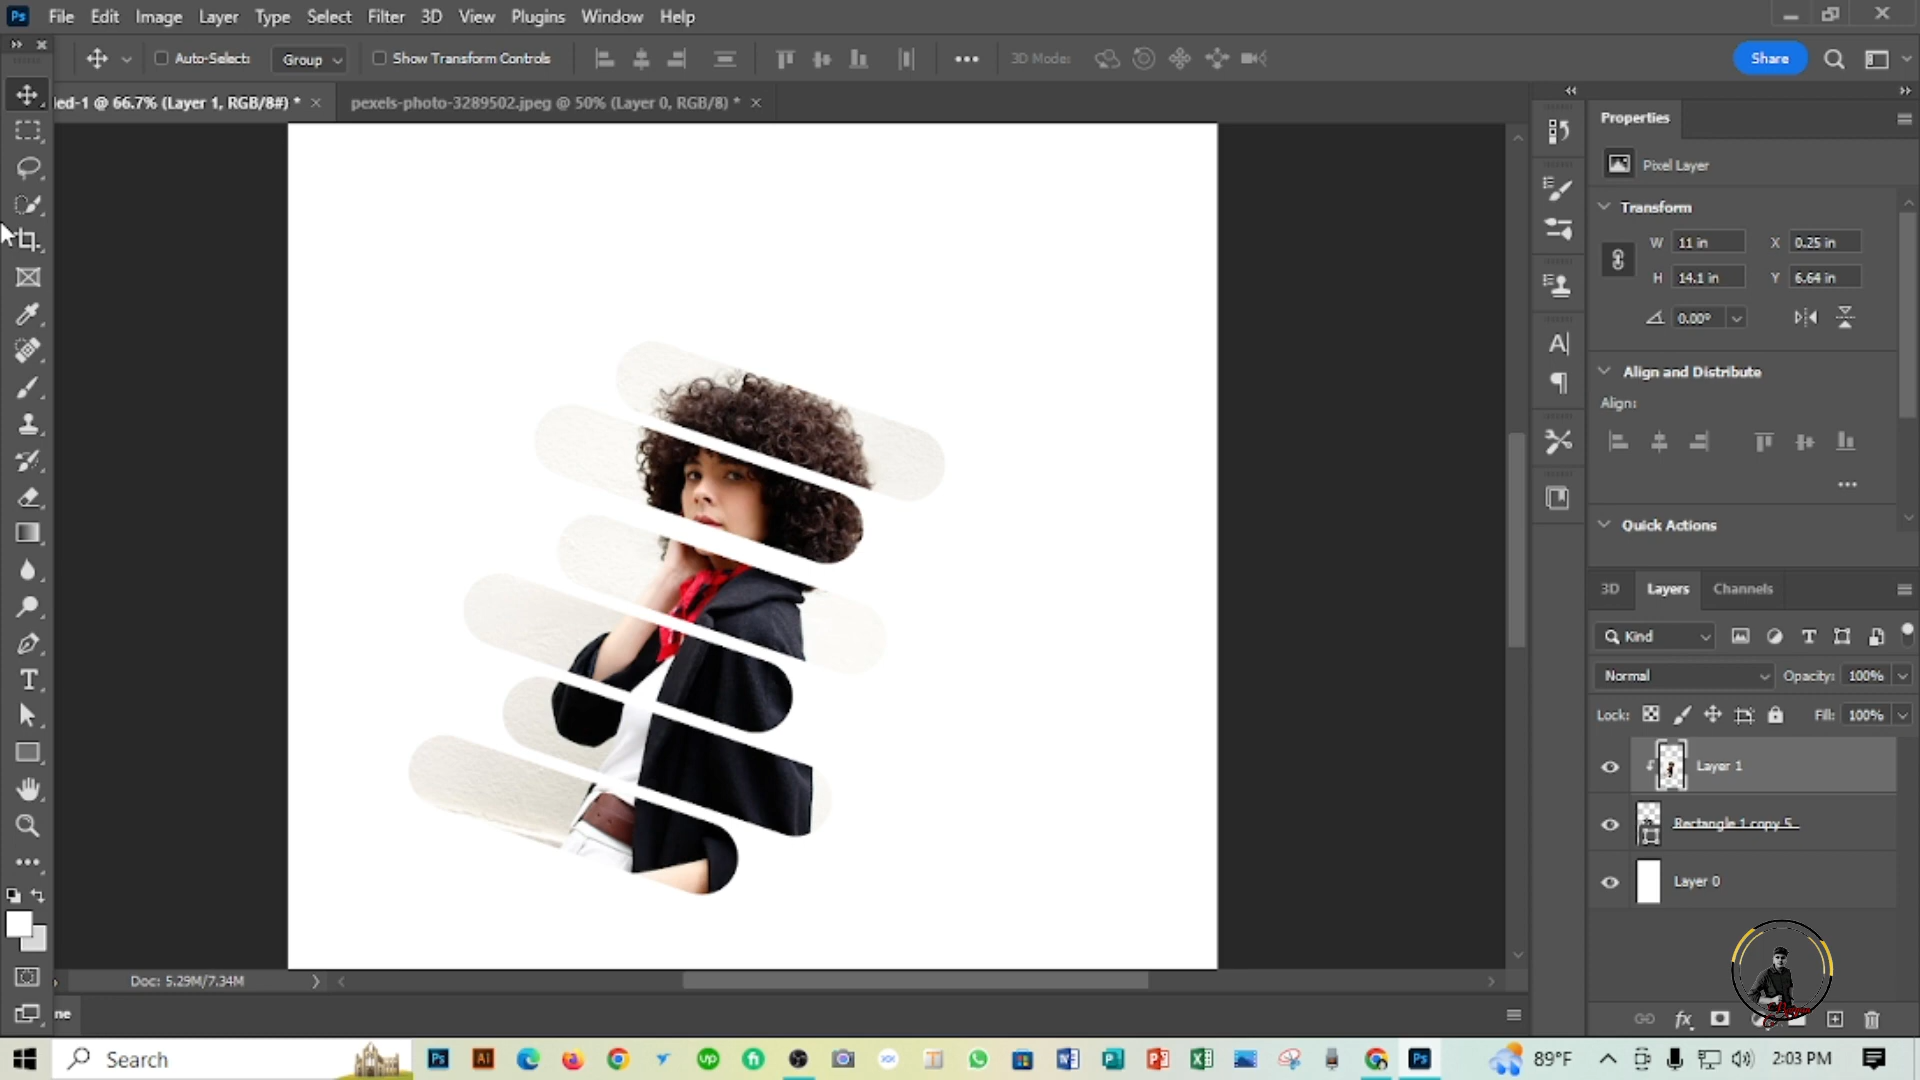 Ps File Edit Image Layer Type Select Filter 3D View Plugins Window Help
Auto-Select: Group Show Transform Controls 3D Mode: Share
led-1 @ 66.7% (Layer 1, RGB/8#) * × pexels-photo-3289502.jpeg @ 50% (Layer 0, RGB/8) * ×
Properties
Pixel Layer
Transform
W 11 in X 0.25 in
H 14.1 in Y 6.64 in
0.00°
Align and Distribute
Align:
Quick Actions
3D Layers Channels
Kind
Normal Opacity: 100%
Lock: Fill: 100%
Layer 1
Rectangle 1 copy 5
Layer 0
Doc: 5.29M/7.34M
ne
Search
89°F 2:03 PM